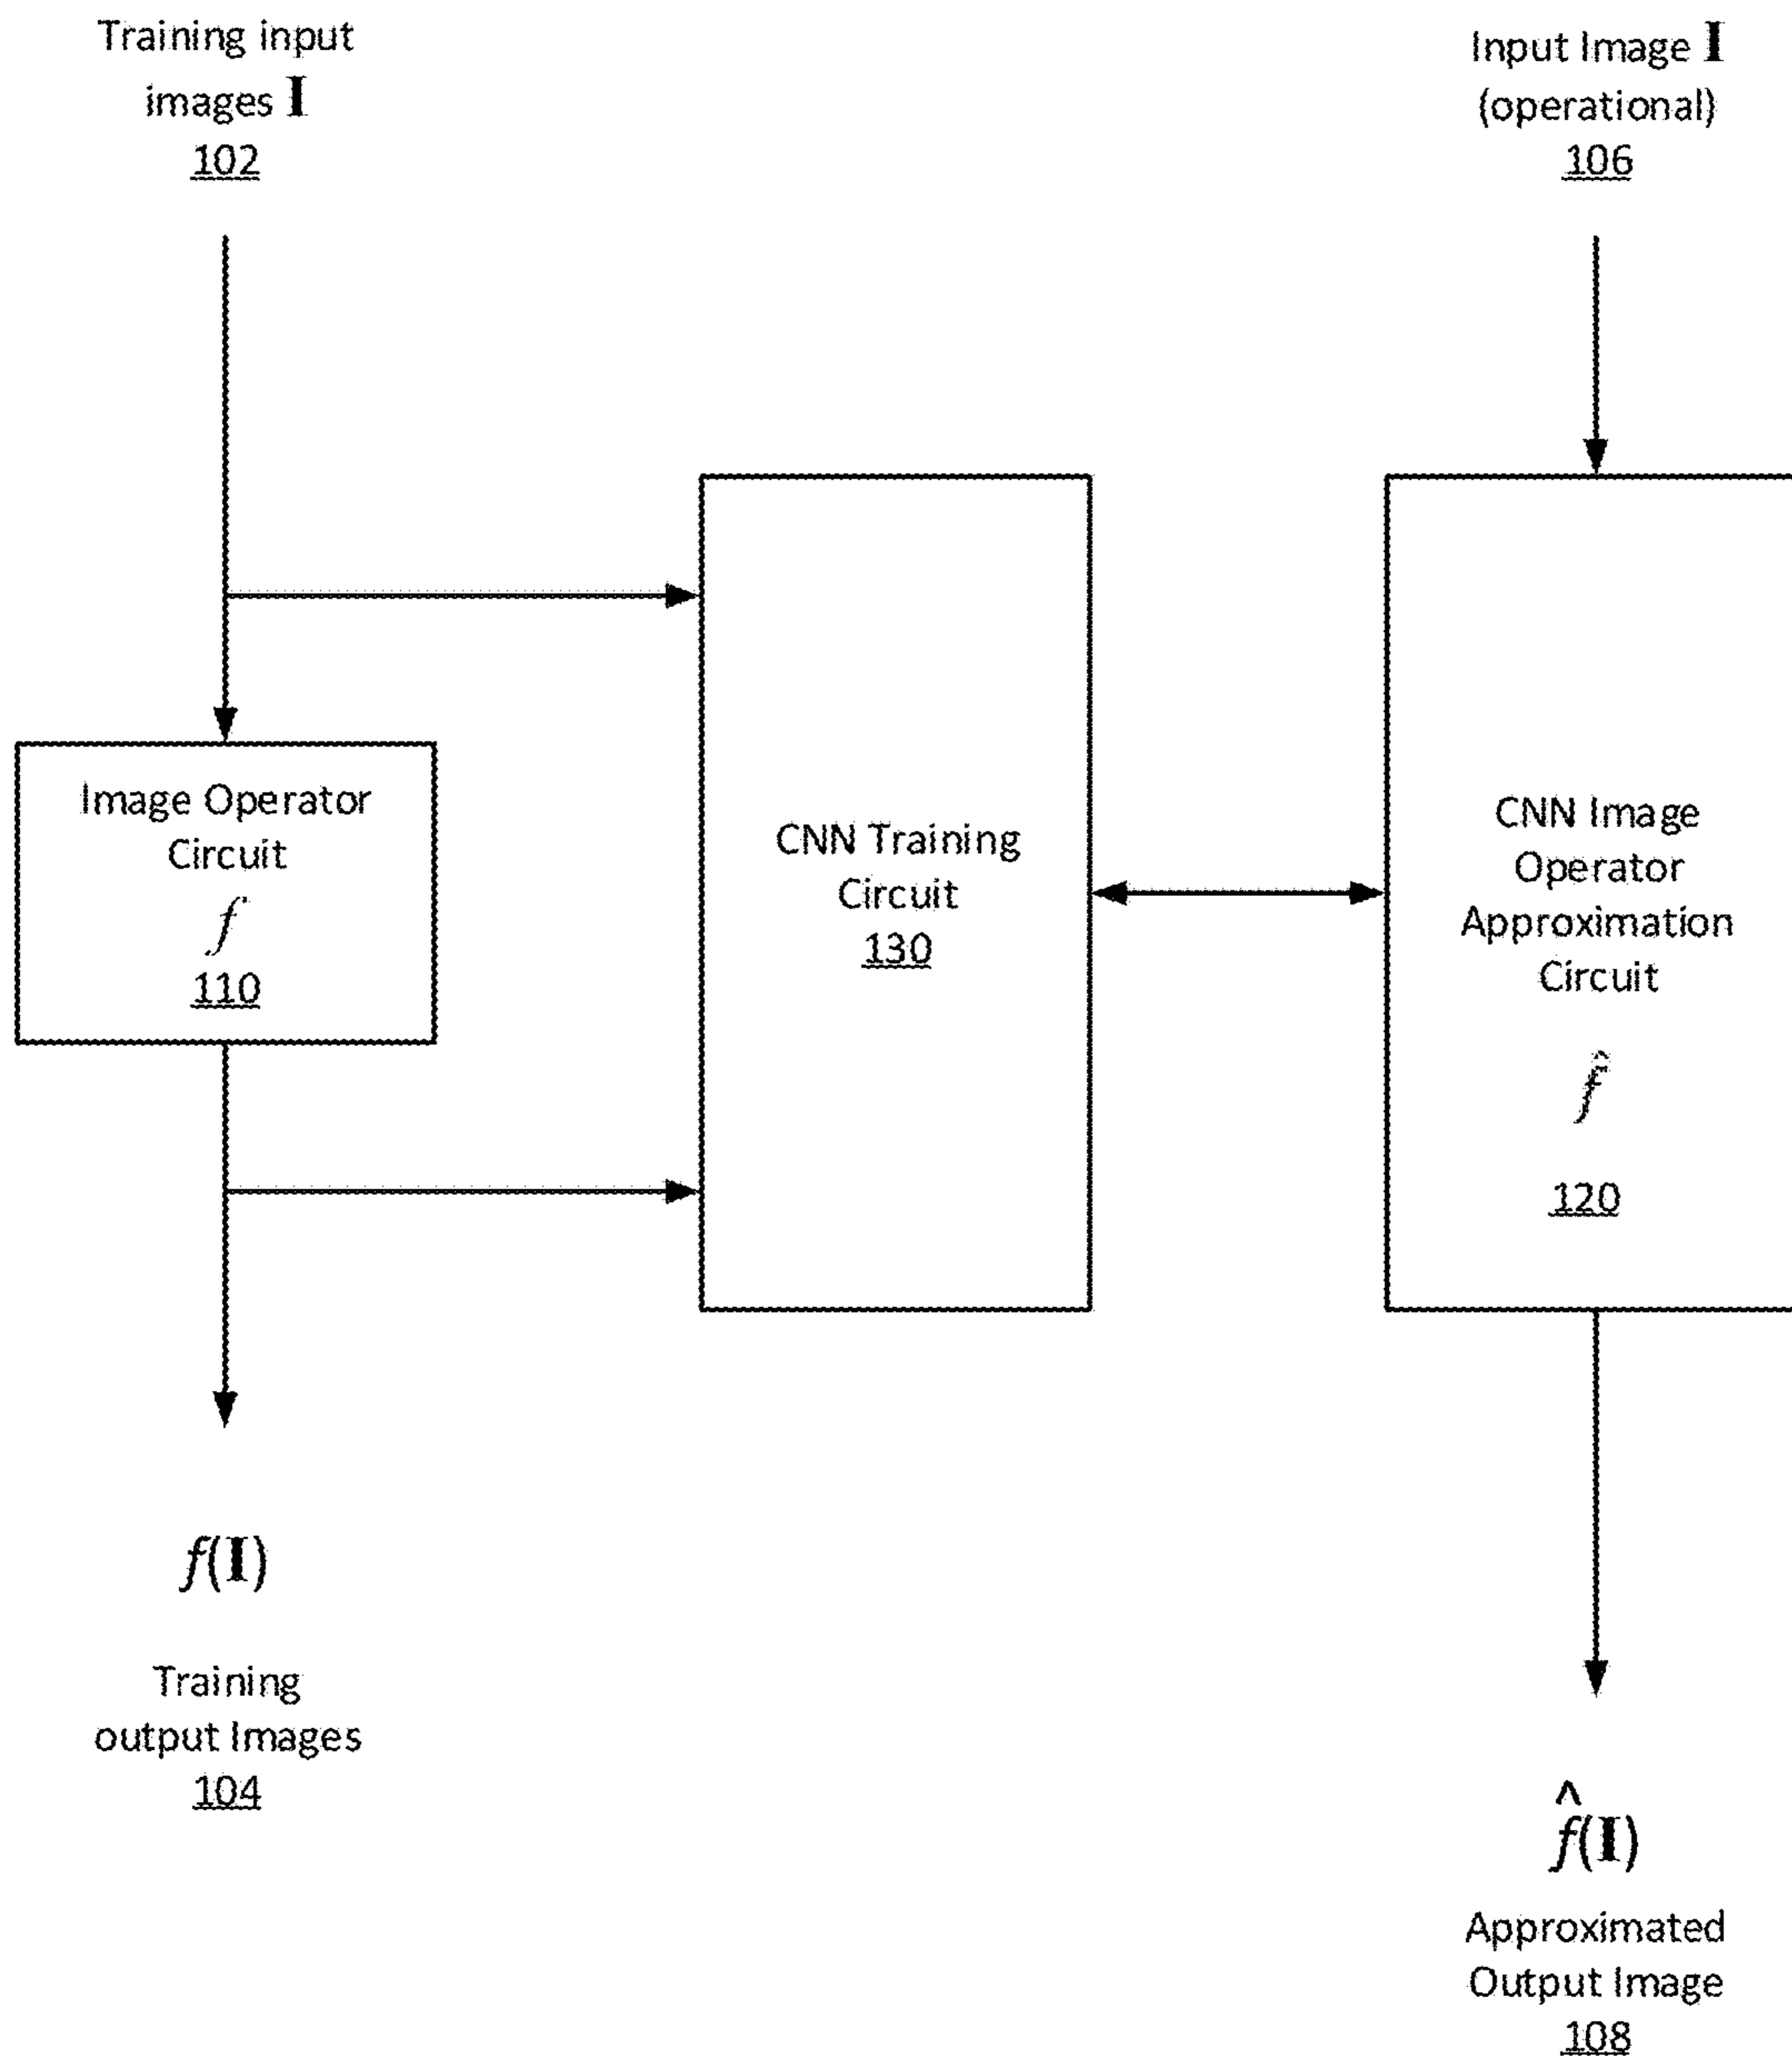 Training input
images I
102
Input Image I
(operational)
106
Image Operator
Circuit
f
110
CNN Training
Circuit
130
CNN Image
Operator
Approximation
Circuit
f̂
120
f(I)
Training
output Images
104
f̂(I)
Approximated
Output Image
108